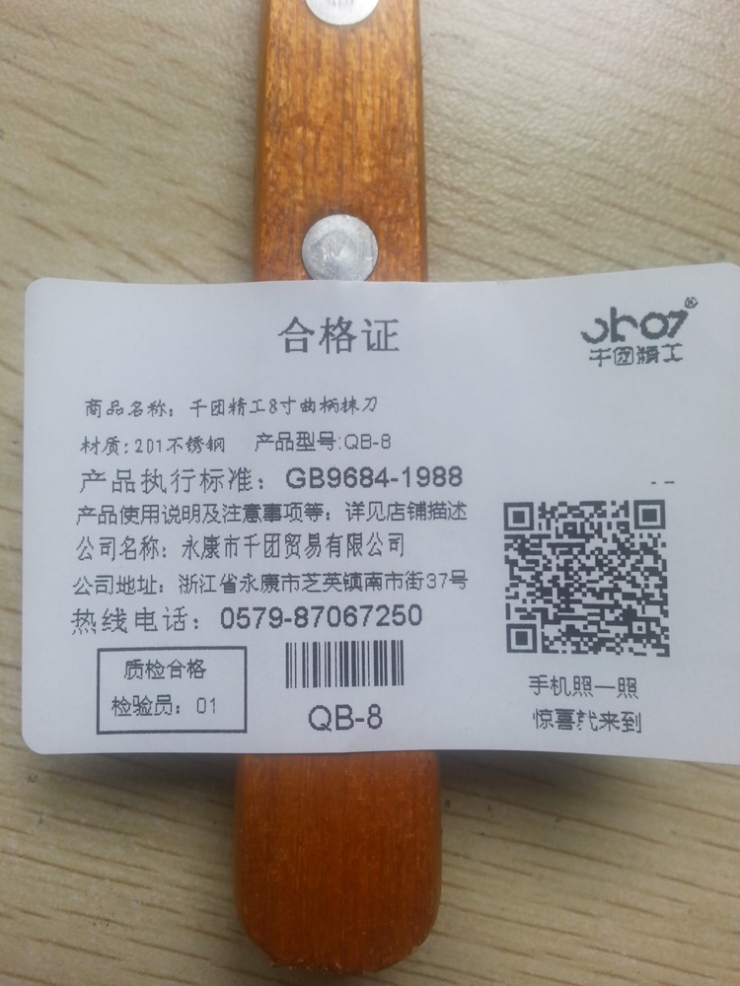 合格证
千团精工
商品名称：千团精工8寸曲柄抹刀
材质:201不锈钢 产品型号:QB-8
产品执行标准：GB9684-1988
产品使用说明及注意事项等：详见店铺描述
公司名称：永康市千团贸易有限公司
公司地址：浙江省永康市芝英镇南市街37号
热线电话：0579-87067250
质检合格
检验员：01
QB-8
手机照一照
惊喜就来到